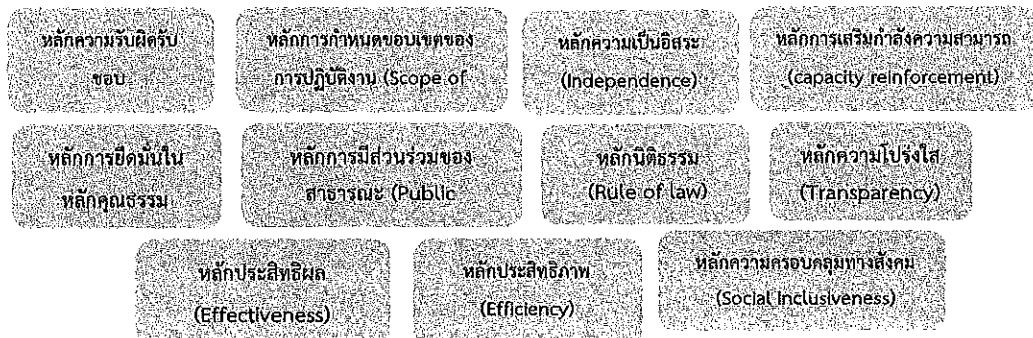 หลักความรับผิดรับ
ชอบ
หลักการกำหนดขอบเขตของ
การปฏิบัติงาน (Scope of
หลักความเป็นอิสระ
(Independence)
หลักการเสริมกำลังความสามารถ
(capacity reinforcement)
หลักการยึดมั่นใน
หลักคุณธรรม
หลักการมีส่วนร่วมของ
สาธารณะ (Public
หลักนิติธรรม
(Rule of law)
หลักความโปร่งใส
(Transparency)
หลักประสิทธิผล
(Effectiveness)
หลักประสิทธิภาพ
(Efficiency)
หลักความครอบคลุมทางสังคม
(Social inclusiveness)